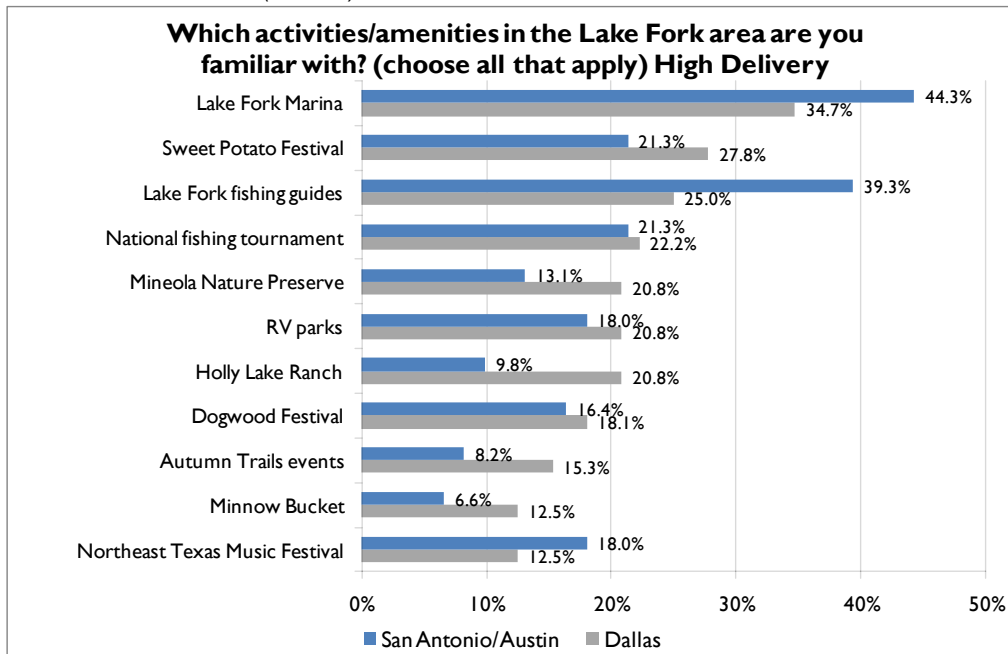 Which activities/amenities in the Lake Fork area are you
familiar with? (choose all that apply) High Delivery
Lake Fork Marina
44.3%
34.7%
Sweet Potato Festival
21.3%
27.8%
Lake Fork fishing guides
39.3%
25.0%
National fishing tournament
21.3%
22.2%
Mineola Nature Preserve
13.1%
20.8%
RV parks
18.0%
20.8%
Holly Lake Ranch
9.8%
20.8%
Dogwood Festival
16.4%
18.1%
Autumn Trails events
8.2%
15.3%
Minnow Bucket
6.6%
12.5%
Northeast Texas Music Festival
18.0%
12.5%
0% 10% 20% 30% 40% 50%
San Antonio/Austin Dallas